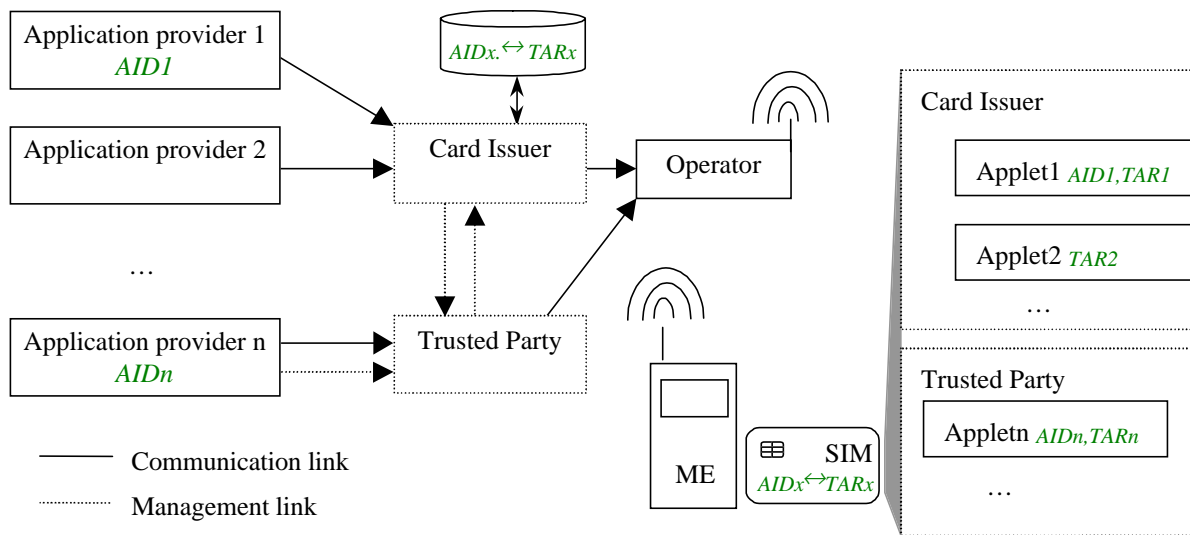 Application provider 1
AID1
AIDx.↔ TARx
Application provider 2
Card Issuer
Operator
…
Application provider n
AIDn
Trusted Party
Communication link
Management link
ME
SIM
AIDx↔TARx
Card Issuer
Applet1 AID1,TAR1
Applet2 TAR2
…
Trusted Party
Appletn AIDn,TARn
…